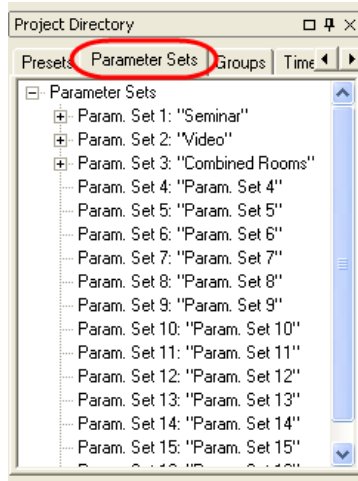 Project Directory
Presets Parameter Sets Groups Time
Parameter Sets
Param. Set 1: "Seminar"
Param. Set 2: "Video"
Param. Set 3: "Combined Rooms"
Param. Set 4: "Param. Set 4"
Param. Set 5: "Param. Set 5"
Param. Set 6: "Param. Set 6"
Param. Set 7: "Param. Set 7"
Param. Set 8: "Param. Set 8"
Param. Set 9: "Param. Set 9"
Param. Set 10: "Param. Set 10"
Param. Set 11: "Param. Set 11"
Param. Set 12: "Param. Set 12"
Param. Set 13: "Param. Set 13"
Param. Set 14: "Param. Set 14"
Param. Set 15: "Param. Set 15"